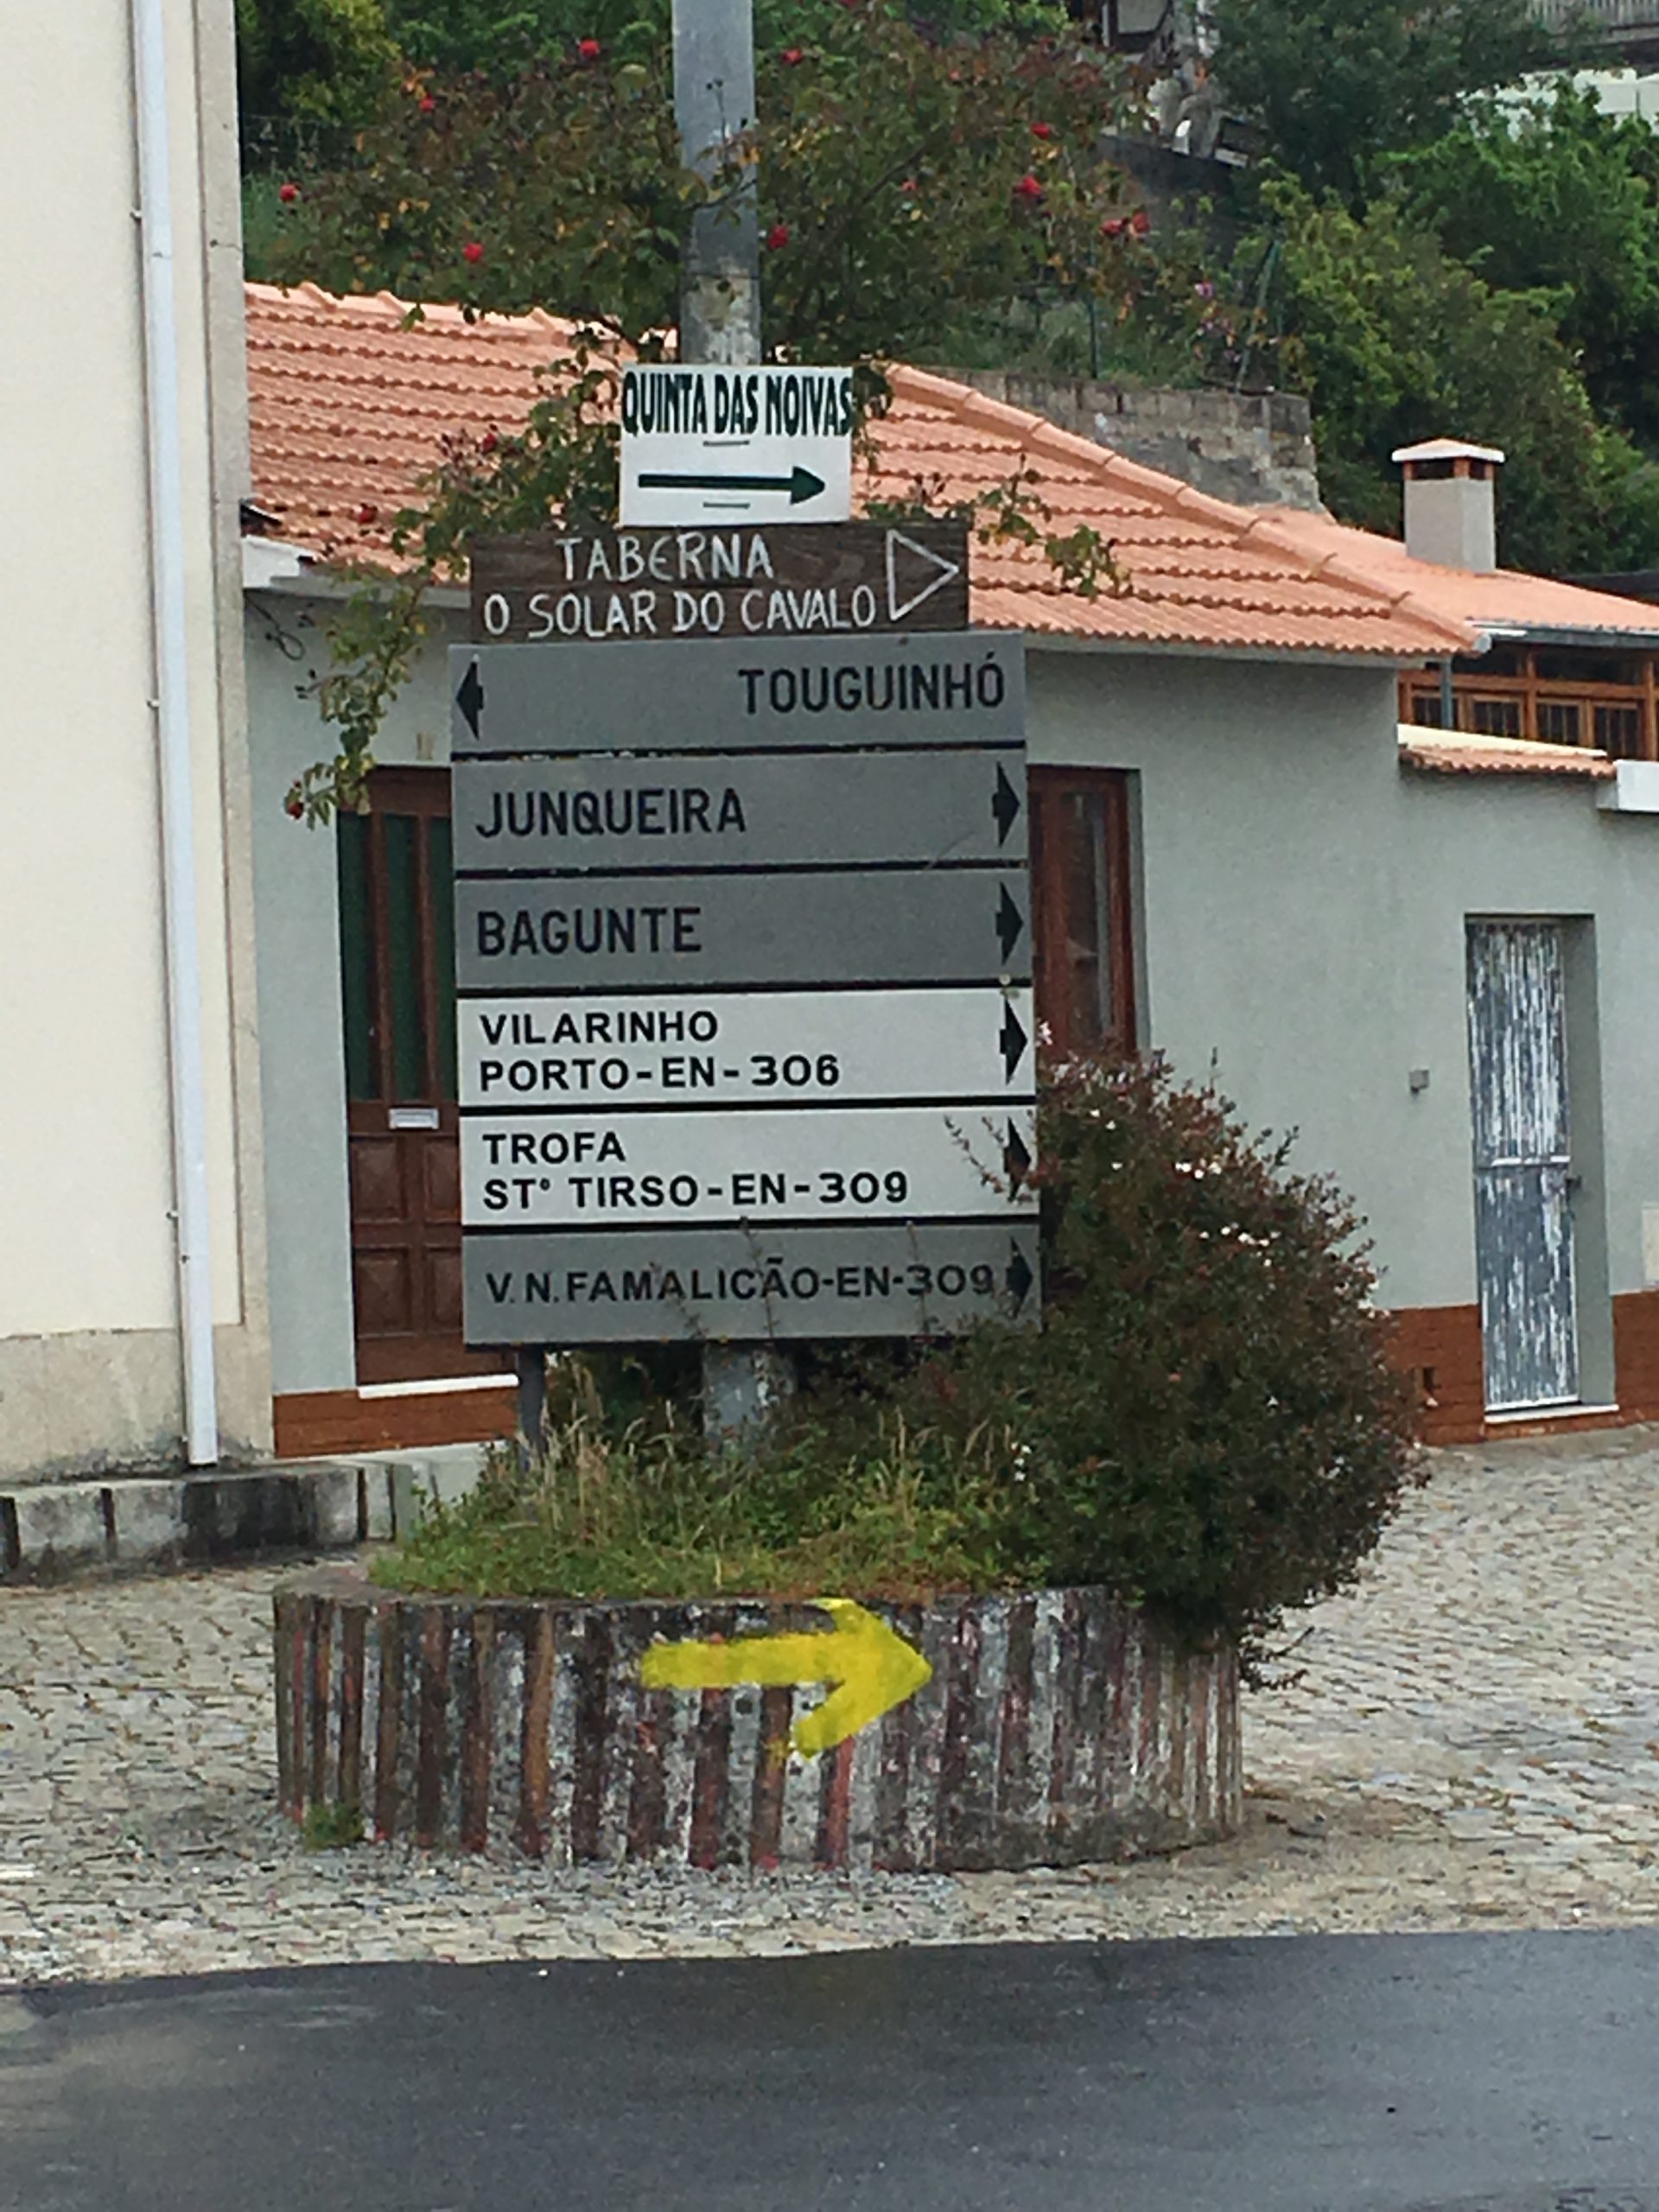 QUINTA DAS NOIVAS
TABERNA
O SOLAR DO CAVALO
TOUGUINHÓ
JUNQUEIRA
BAGUNTE
VILARINHO
PORTO-EN-306
TROFA
ST° TIRSO-EN-309
V.N.FAMALICÃO-EN-309